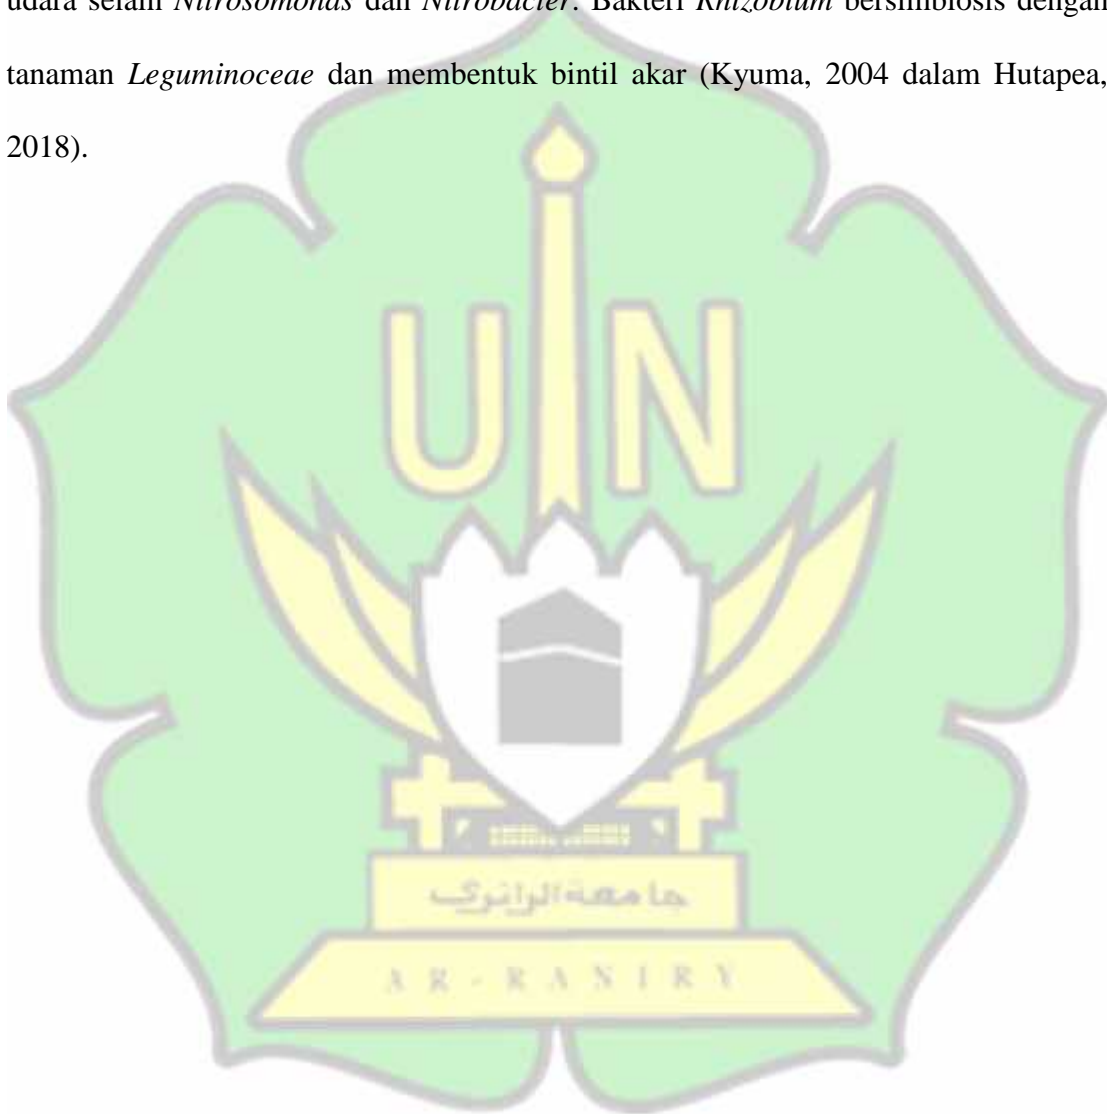 udara selain Nitrosomonas dan Nitrobacter. Bakteri Rhizobium bersimbiosis dengan
tanaman Leguminoceae dan membentuk bintil akar (Kyuma, 2004 dalam Hutapea,
2018).
UIN
جامعة الرانري
AR-RANIRY